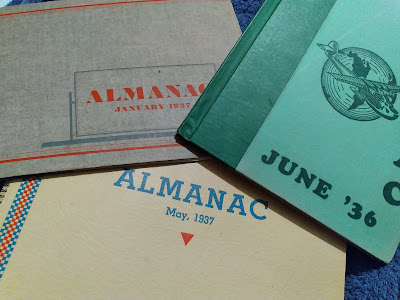 ALMANAC
JANUARY 1937
JUNE '36
ALMANAC
May, 1937